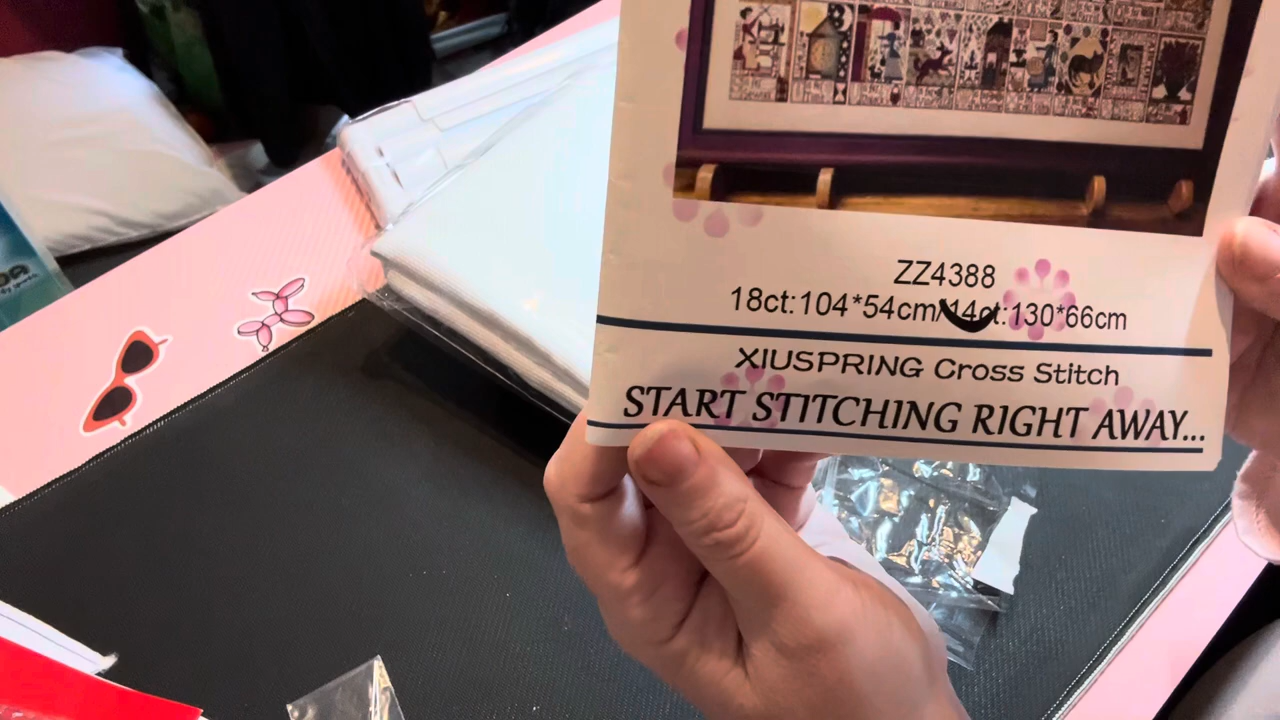 ZZ4388
18ct:104*54cm/14ct:130*66cm
XIUSPRING Cross Stitch
START STITCHING RIGHT AWAY...